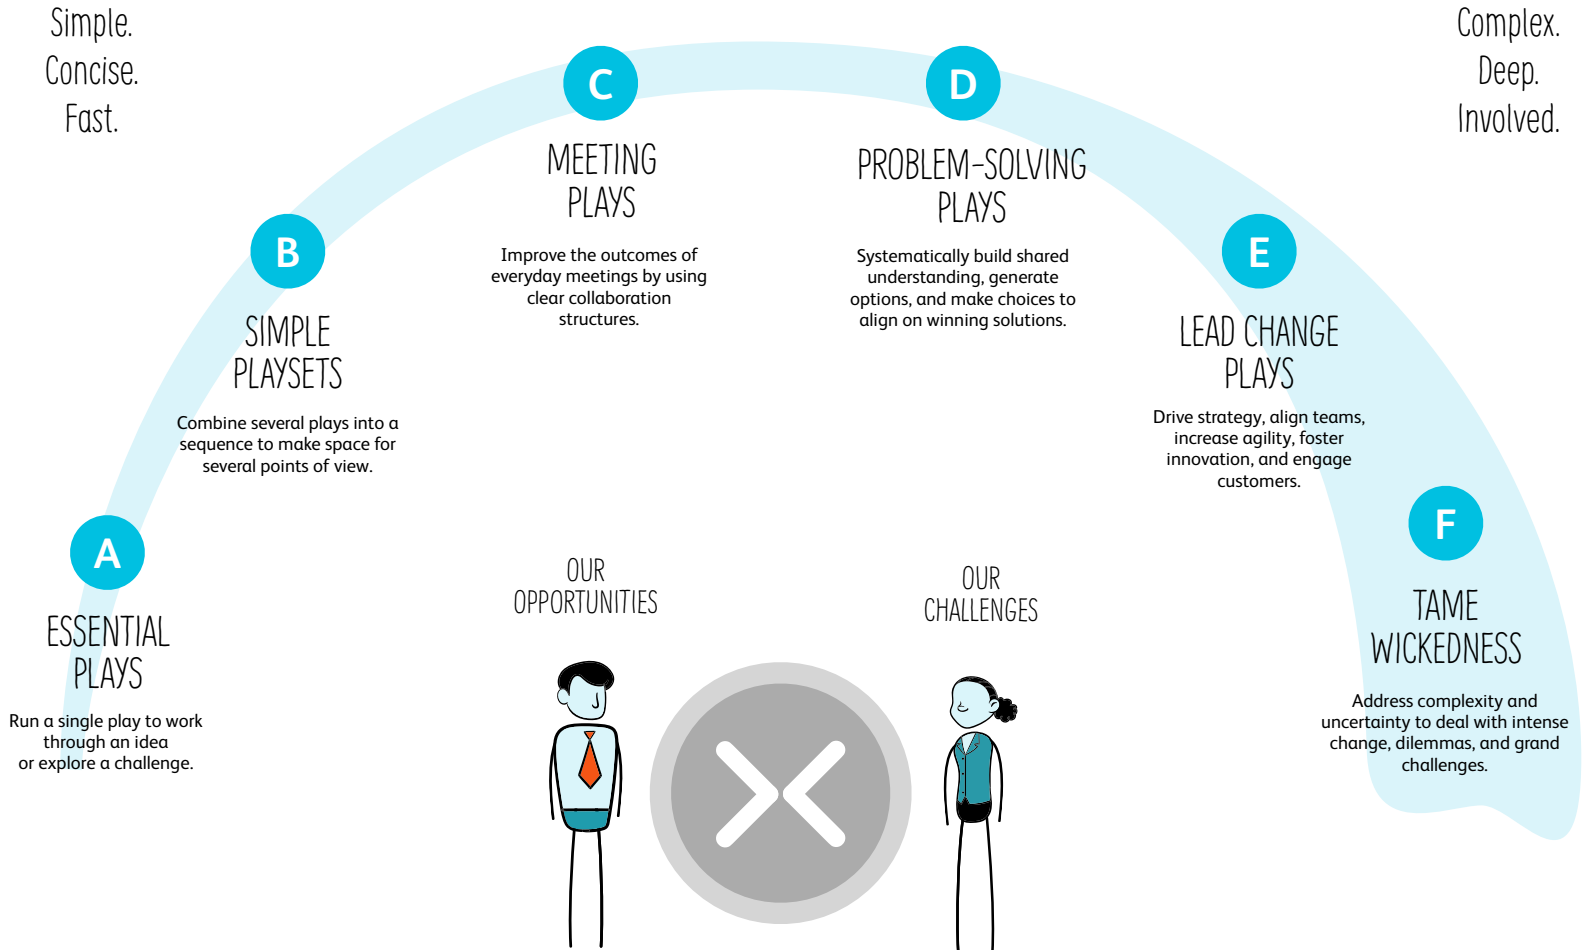 Simple.
Concise.
Fast.
Complex.
Deep.
Involved.
A
ESSENTIAL
PLAYS
Run a single play to work
through an idea
or explore a challenge.
B
SIMPLE
PLAYSETS
Combine several plays into a
sequence to make space for
several points of view.
C
MEETING
PLAYS
Improve the outcomes of
everyday meetings by using
clear collaboration
structures.
D
PROBLEM-SOLVING
PLAYS
Systematically build shared
understanding, generate
options, and make choices to
align on winning solutions.
E
LEAD CHANGE
PLAYS
Drive strategy, align teams,
increase agility, foster
innovation, and engage
customers.
F
TAME
WICKEDNESS
Address complexity and
uncertainty to deal with intense
change, dilemmas, and grand
challenges.
OUR
OPPORTUNITIES
OUR
CHALLENGES